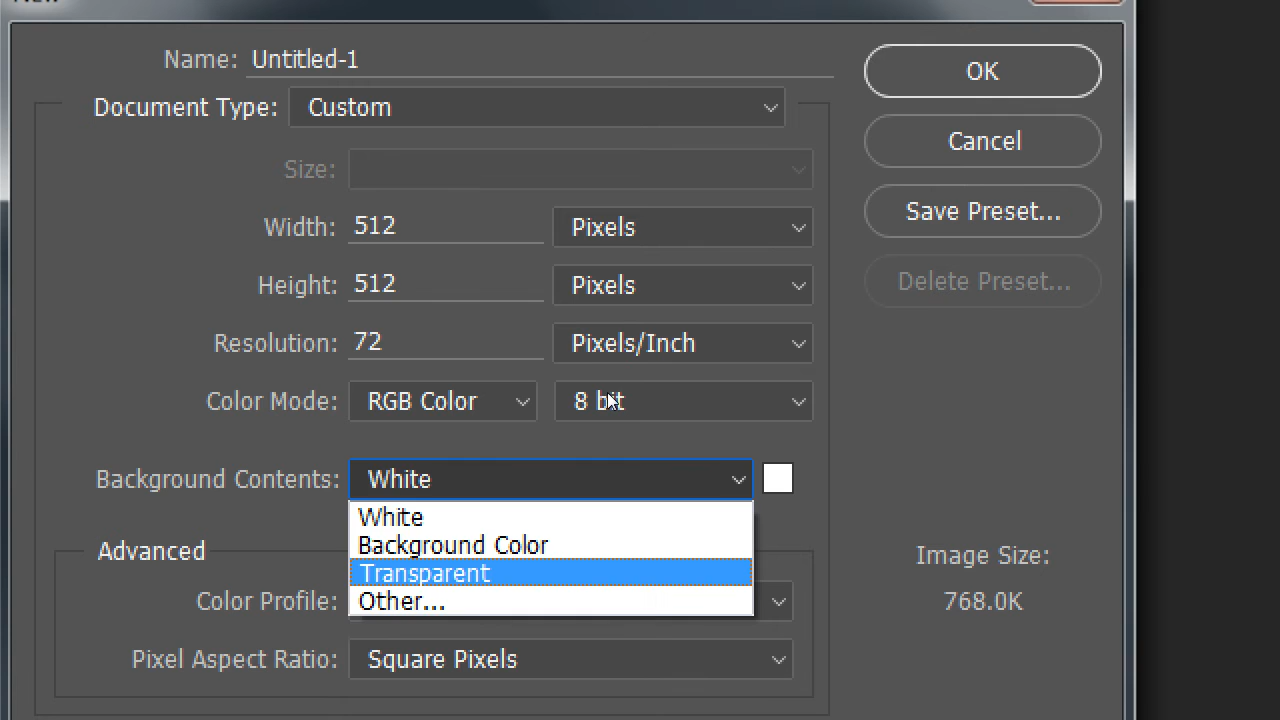 Name: Untitled-1
OK
Document Type: Custom
Cancel
Size:
Save Preset...
Width: 512 Pixels
Delete Preset...
Height: 512 Pixels
Resolution: 72 Pixels/Inch
Color Mode: RGB Color 8 bit
Background Contents: White
White
Background Color
Transparent
Other...
Advanced
Image Size:
768.0K
Color Profile:
Pixel Aspect Ratio: Square Pixels